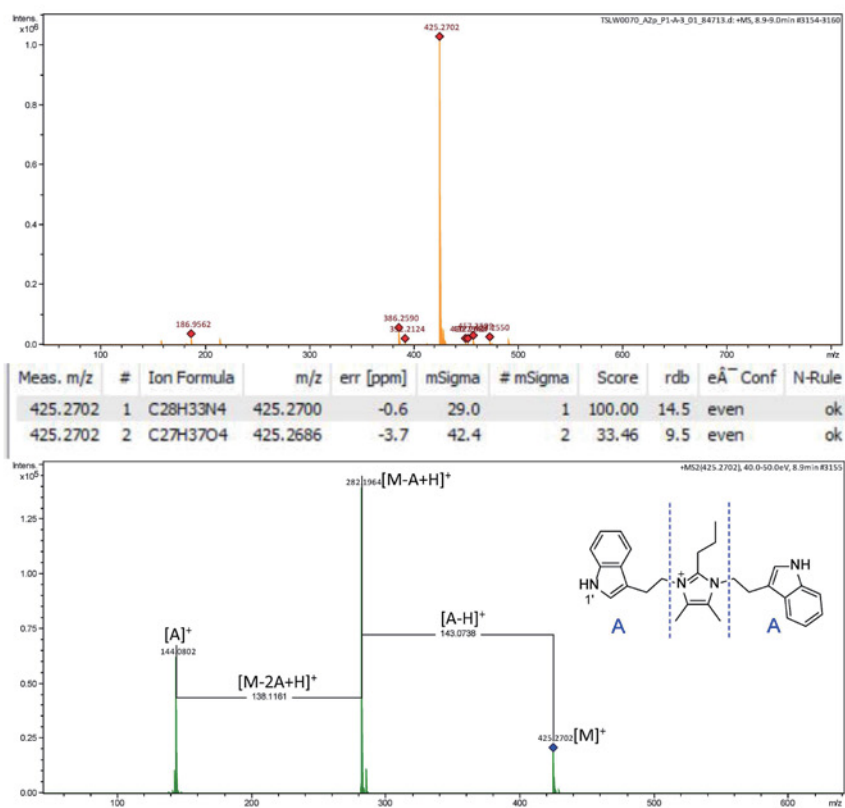 Intens.
x10⁶
TSLW0070_A2p_P1-A-3_01_84713.d: +MS, 8.9-9.0min #3154-3160
425.2702
1.0
0.8
0.6
0.4
0.2
0.0
186.9562
386.2590
100 200 300 400 500 600 700 m/z
Meas. m/z # Ion Formula m/z err [ppm] mSigma # mSigma Score rdb eÂ¯ Conf N-Rule
425.2702 1 C28H33N4 425.2700 -0.6 29.0 1 100.00 14.5 even ok
425.2702 2 C27H37O4 425.2686 -3.7 42.4 2 33.46 9.5 even ok
Intens.
+MS2(425.2702), 40.0-50.0eV, 8.9min #3155
[M-A+H]⁺
282.1964
1.25
1.00
0.75
0.50
0.25
0.00
HN
1'
N
+
N
NH
A
A
[A]⁺
144.0802
[A-H]⁺
143.0738
[M-2A+H]⁺
138.1161
[M]⁺
425.2702
100 200 300 400 500 600 m/z